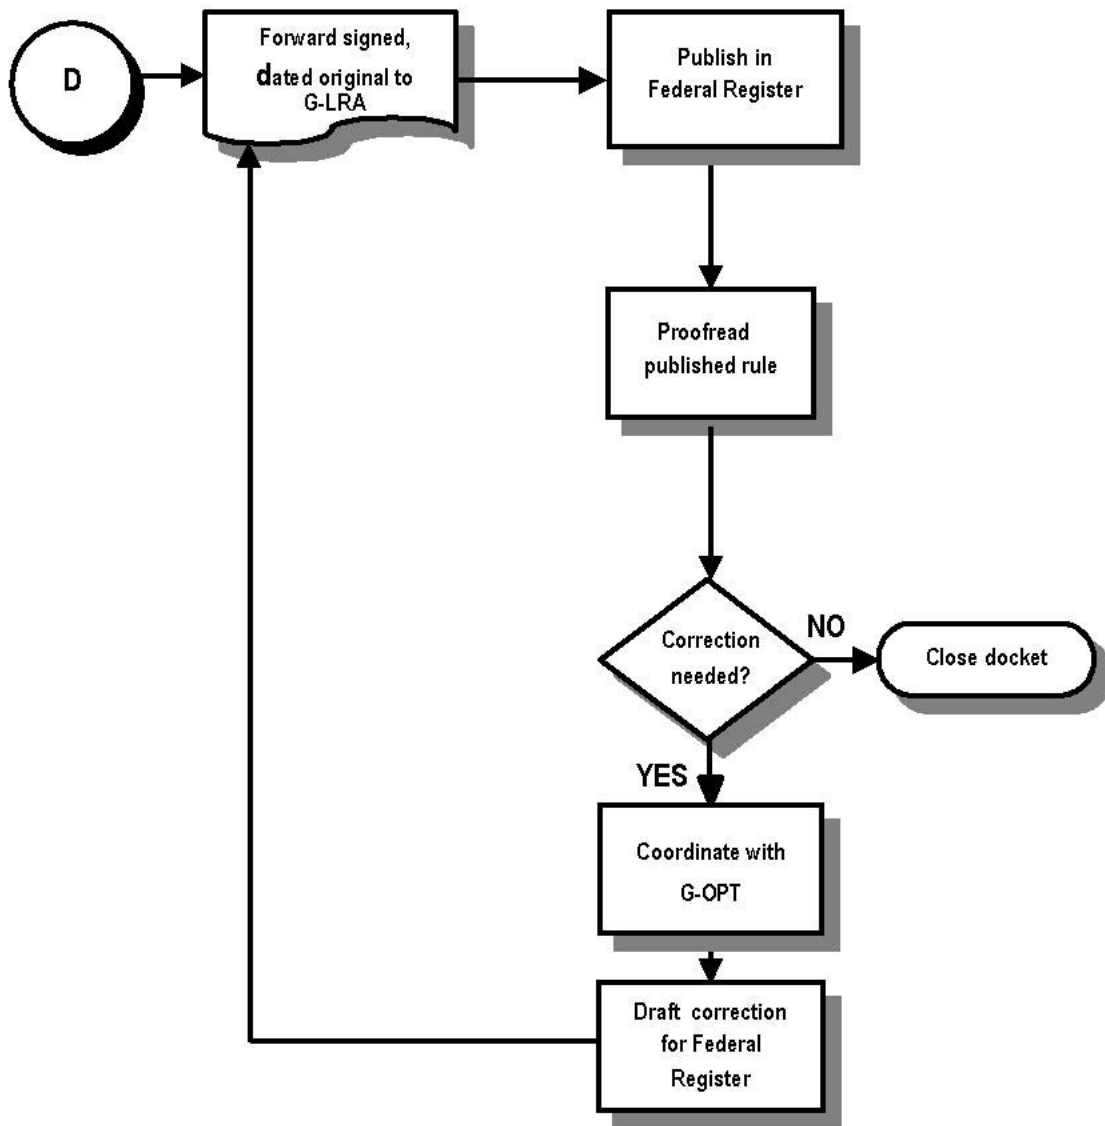 D
Forward signed,
dated original to
G-LRA
Publish in
Federal Register
Proofread
published rule
Correction
needed?
NO
Close docket
YES
Coordinate with
G-OPT
Draft correction
for Federal
Register